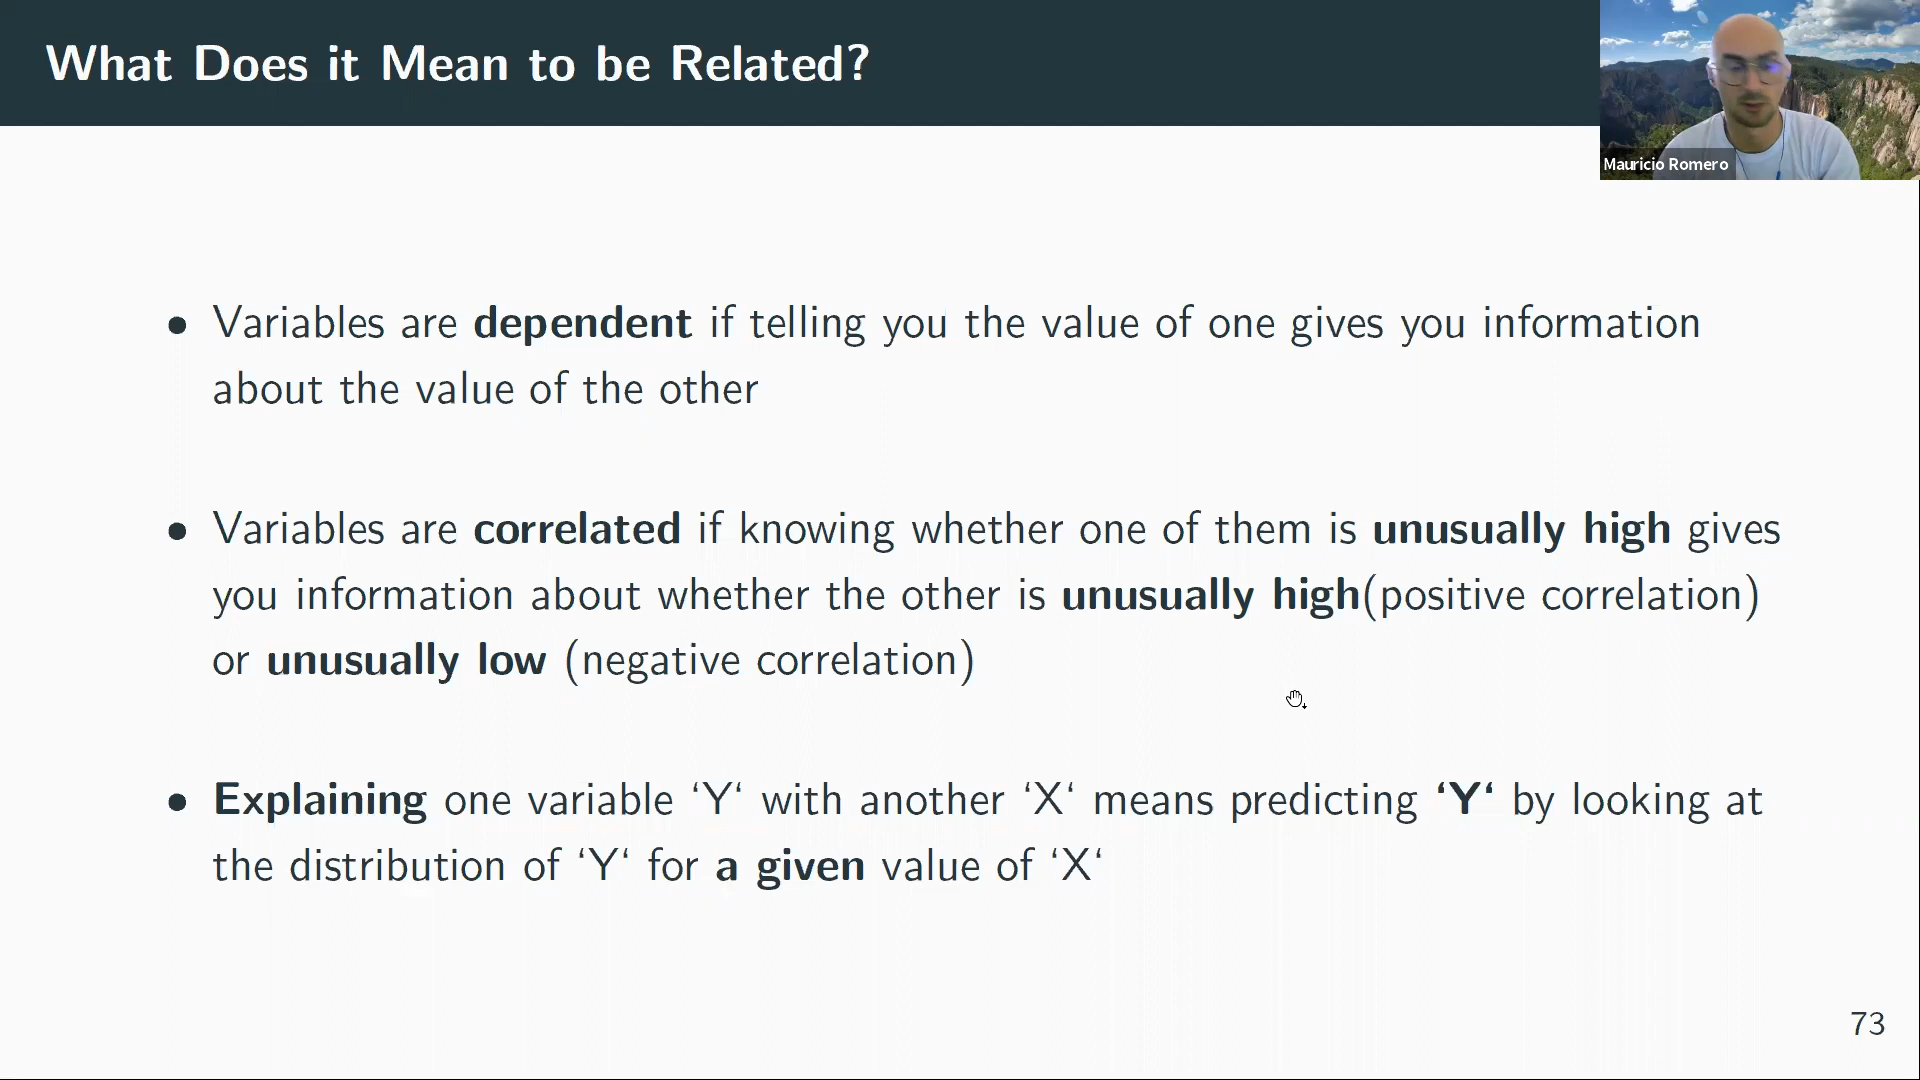 What Does it Mean to be Related?
Mauricio Romero
• Variables are dependent if telling you the value of one gives you information
about the value of the other
• Variables are correlated if knowing whether one of them is unusually high gives
you information about whether the other is unusually high(positive correlation)
or unusually low (negative correlation)
• Explaining one variable ‘Y‘ with another ‘X‘ means predicting ‘Y‘ by looking at
the distribution of ‘Y‘ for a given value of ‘X‘
73